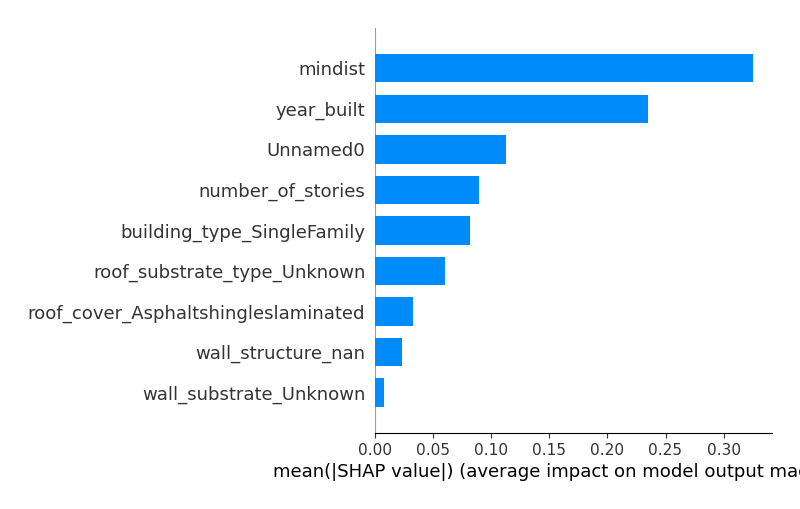 mindist
year_built
Unnamed0
number_of_stories
building_type_SingleFamily
roof_substrate_type_Unknown
roof_cover_Asphaltshingleslaminated
wall_structure_nan
wall_substrate_Unknown
0.00 0.05 0.10 0.15 0.20 0.25 0.30
mean(|SHAP value|) (average impact on model output mag